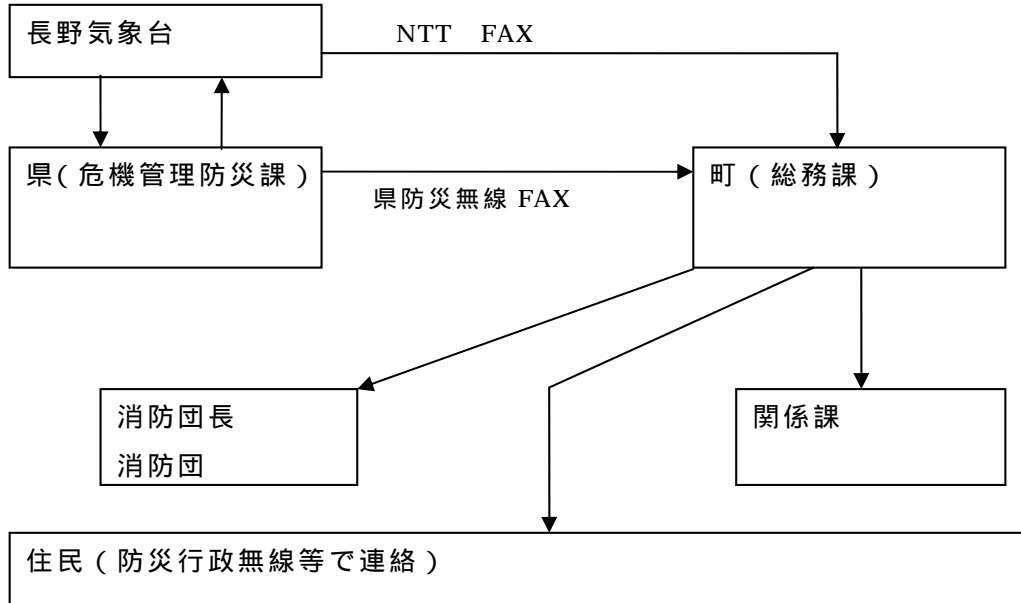 長野気象台
NTT　FAX
県(危機管理防災課)
町（総務課）
県防災無線 FAX
消防団長
消防団
関係課
住民（防災行政無線等で連絡）